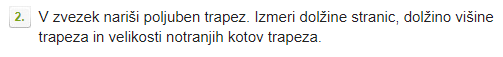 2. V zvezek nariši poljuben trapez. Izmeri dolžine stranic, dolžino višine
trapeza in velikosti notranjih kotov trapeza.